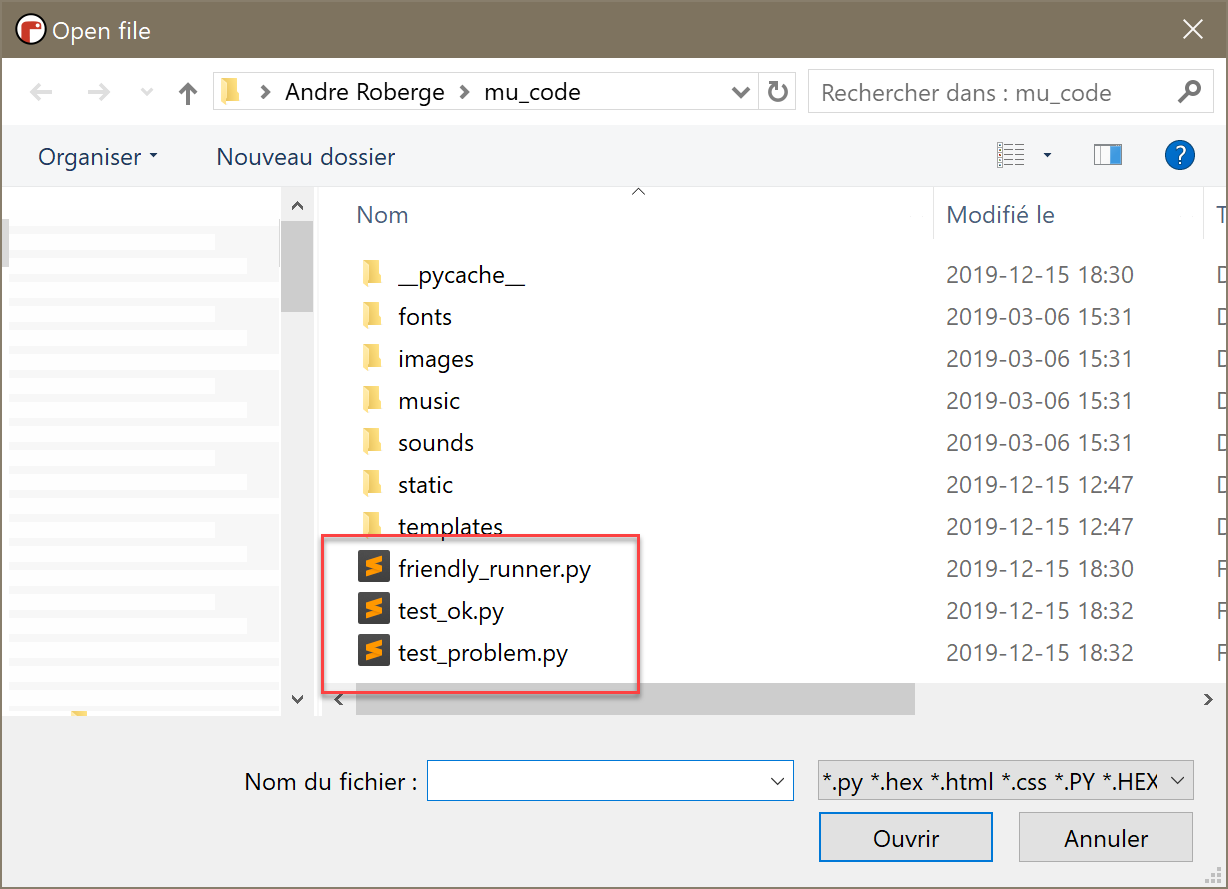 Open file
Andre Roberge > mu_code
Rechercher dans : mu_code
Organiser Nouveau dossier
Nom Modifié le T
__pycache__ 2019-12-15 18:30 D
fonts 2019-03-06 15:31 D
images 2019-03-06 15:31 D
music 2019-03-06 15:31 D
sounds 2019-03-06 15:31 D
static 2019-12-15 12:47 D
templates 2019-12-15 12:47 D
friendly_runner.py 2019-12-15 18:30 F
test_ok.py 2019-12-15 18:32 F
test_problem.py 2019-12-15 18:32 F
Nom du fichier :
*.py *.hex *.html *.css *.PY *.HEX
Ouvrir Annuler